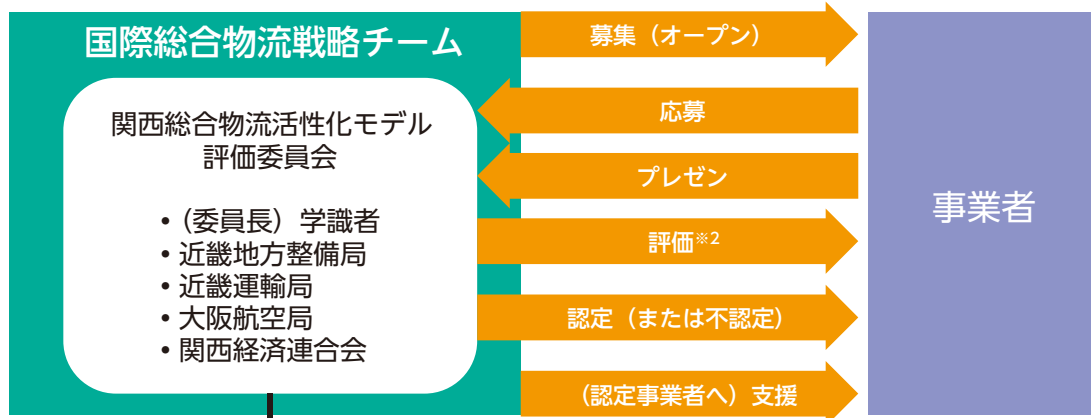 国際総合物流戦略チーム
関西総合物流活性化モデル
評価委員会
•（委員長）学識者
• 近畿地方整備局
• 近畿運輸局
• 大阪航空局
• 関西経済連合会
募集（オープン）
応募
プレゼン
評価※2
認定（または不認定）
（認定事業者へ）支援
事業者